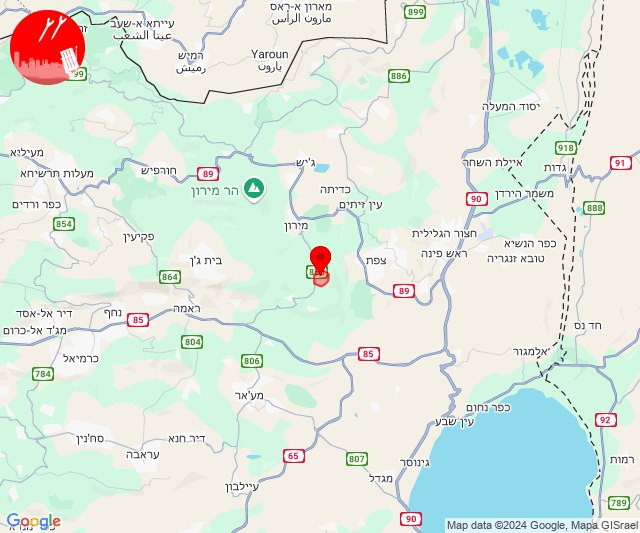 מארון א-ראס
مارون الرأس
עייתא א-שעב
عيتا الشعب
899
רמיש
رميش
Yaroun
يارون
99
886
יסוד המעלה
918
מעיליא
ג'יש
איילת השחר
91
גדות
89
חורפיש
מעלות תרשיחא
הר מירון
כדיתה
90
משמר הירדן
כפר ורדים
עין זיתים
888
854
מירון
חצור הגלילית
כפר הנשיא
פקיעין
בית ג'ן
צפת
ראש פינה
טובא זנגריה
864
89
דיר אל-אסד
נחף
ראמה
מג'ד אל-כרום
85
חד נס
804
כרמיאל
806
85
אלמגור
784
92
מע'אר
כפר נחום
עין שבע
סח'נין
דיר חנא
עראבה
65
807
גינוסר
רמות
מגדל
עיילבון
789
90
Google
Map data ©2024 Google, Mapa GISrael